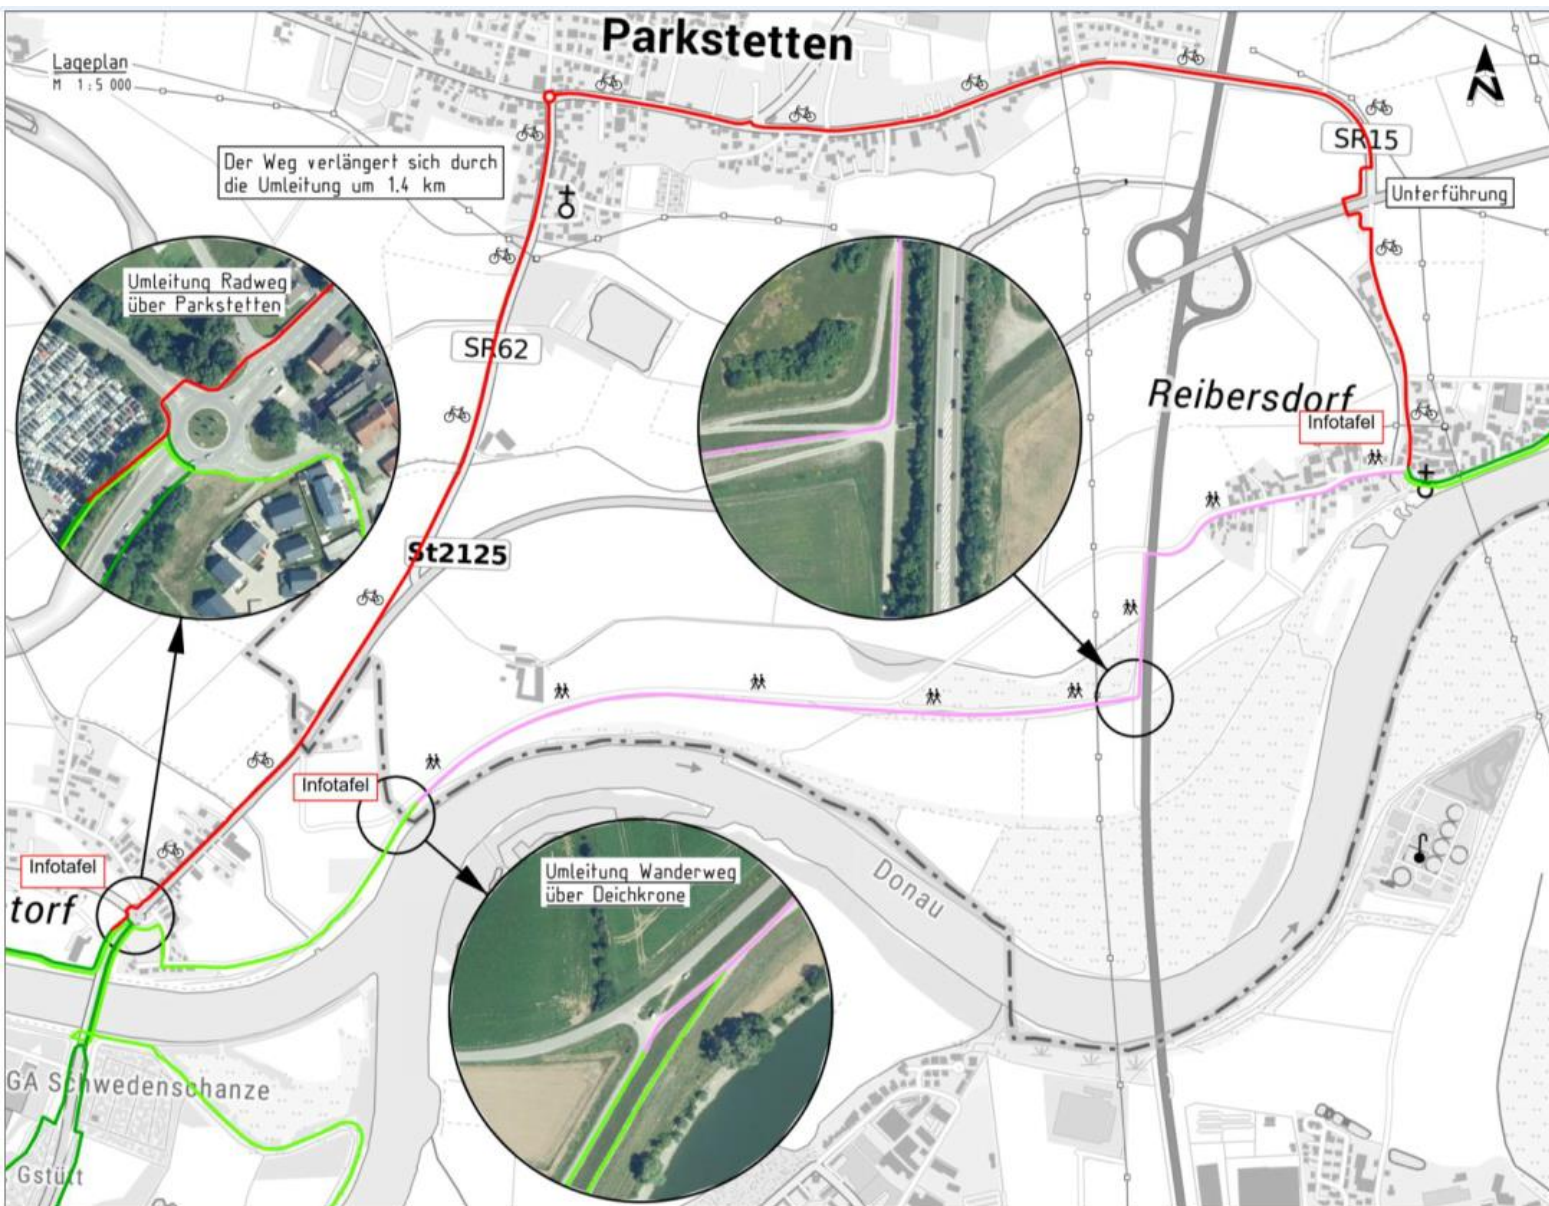 Parkstetten
Lageplan
M 1:5 000
SR15
Der Weg verlängert sich durch
die Umleitung um 1.4 km
Unterführung
Umleitung Radweg
über Parkstetten
SR62
Reibersdorf
Infotafel
St2125
Infotafel
Infotafel
Umleitung Wanderweg
über Deichkrone
Donau
torf
GA Schwedenschanze
Gstütt